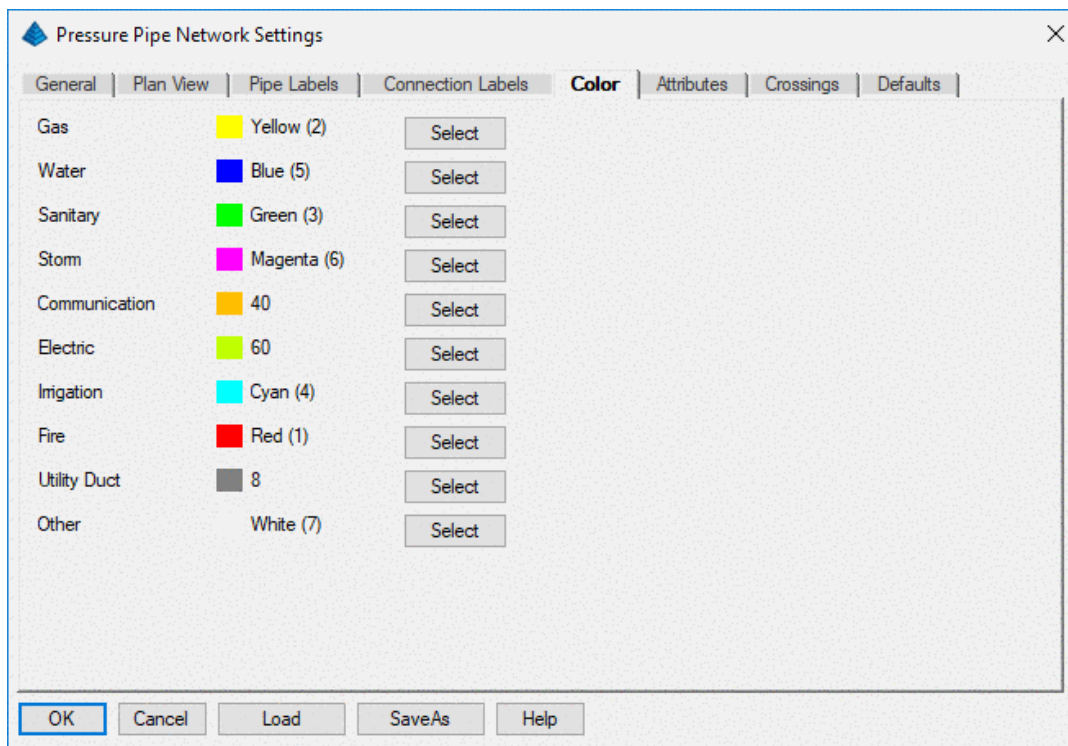 Pressure Pipe Network Settings
General Plan View Pipe Labels Connection Labels Color Attributes Crossings Defaults
Gas Yellow (2) Select
Water Blue (5) Select
Sanitary Green (3) Select
Storm Magenta (6) Select
Communication 40 Select
Electric 60 Select
Irrigation Cyan (4) Select
Fire Red (1) Select
Utility Duct 8 Select
Other White (7) Select
OK Cancel Load SaveAs Help